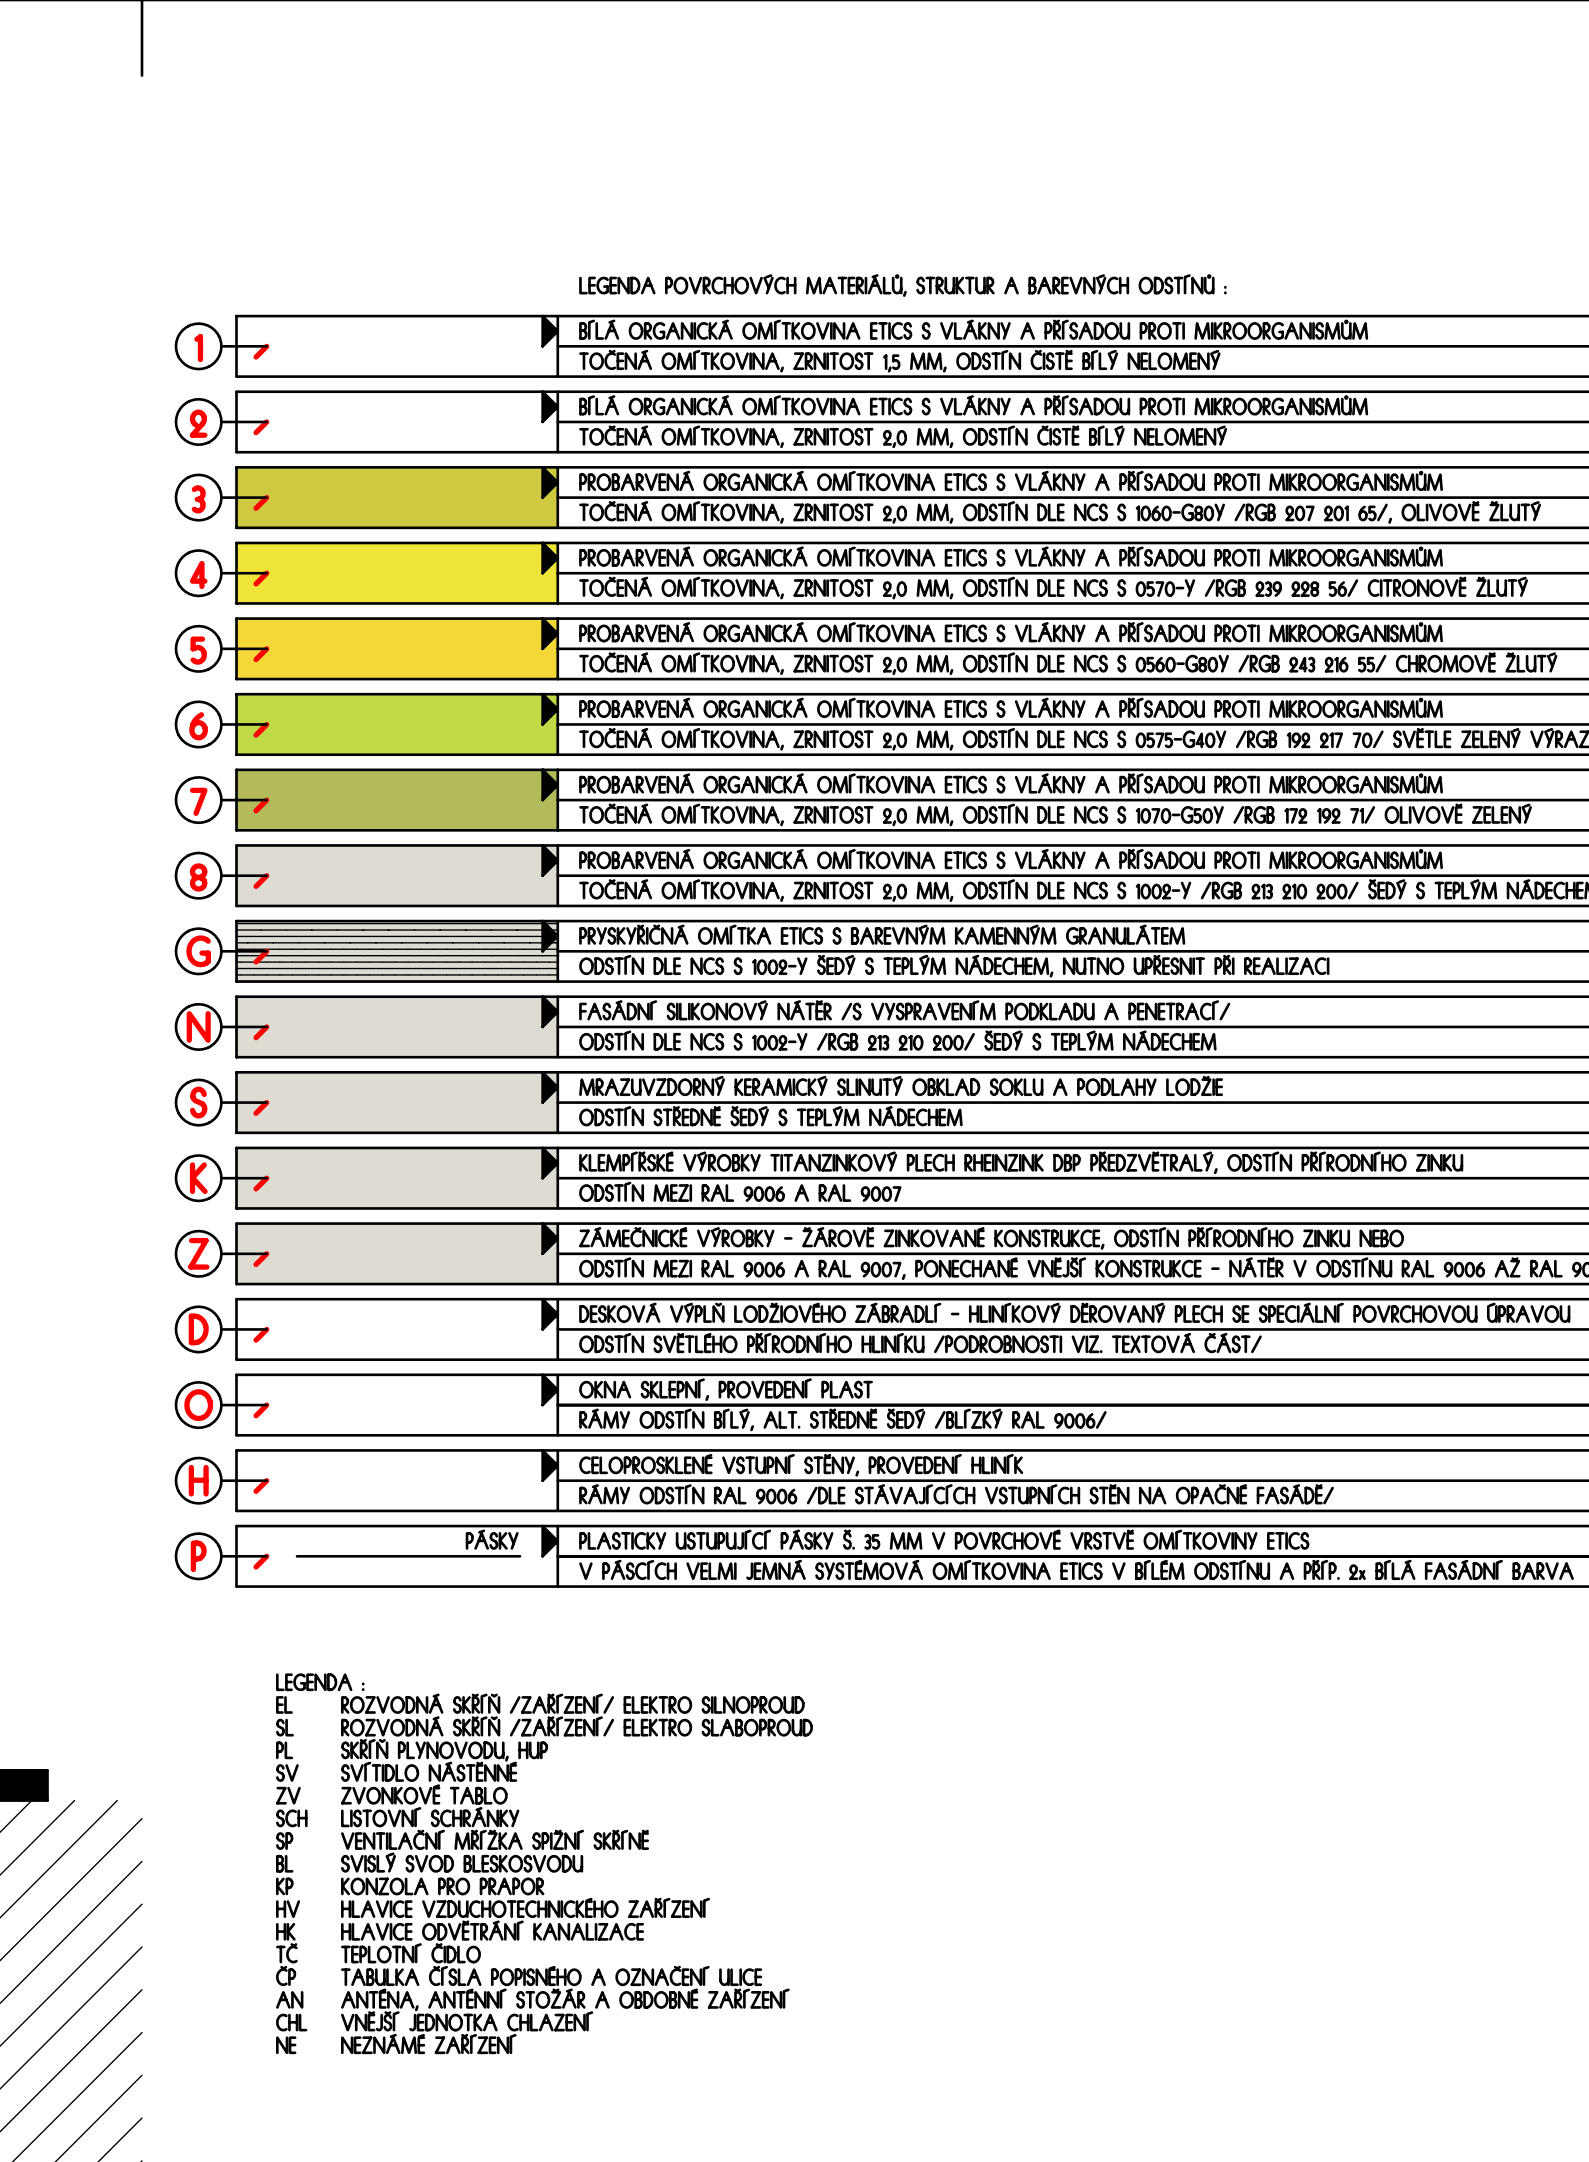 LEGENDA POVRCHOVÝCH MATERIÁLŮ, STRUKTUR A BAREVNÝCH ODSTÍNŮ :
1 BÍLÁ ORGANICKÁ OMÍTKOVINA ETICS S VLÁKNY A PŘÍSADOU PROTI MIKROORGANISMŮM
TOČENÁ OMÍTKOVINA, ZRNITOST 1,5 MM, ODSTÍN ČISTĚ BÍLÝ NELOMENÝ
2 BÍLÁ ORGANICKÁ OMÍTKOVINA ETICS S VLÁKNY A PŘÍSADOU PROTI MIKROORGANISMŮM
TOČENÁ OMÍTKOVINA, ZRNITOST 2,0 MM, ODSTÍN ČISTĚ BÍLÝ NELOMENÝ
3 PROBARVENÁ ORGANICKÁ OMÍTKOVINA ETICS S VLÁKNY A PŘÍSADOU PROTI MIKROORGANISMŮM
TOČENÁ OMÍTKOVINA, ZRNITOST 2,0 MM, ODSTÍN DLE NCS S 1060-G80Y /RGB 207 201 65/, OLIVOVĚ ŽLUTÝ
4 PROBARVENÁ ORGANICKÁ OMÍTKOVINA ETICS S VLÁKNY A PŘÍSADOU PROTI MIKROORGANISMŮM
TOČENÁ OMÍTKOVINA, ZRNITOST 2,0 MM, ODSTÍN DLE NCS S 0570-Y /RGB 239 228 56/ CITRONOVĚ ŽLUTÝ
5 PROBARVENÁ ORGANICKÁ OMÍTKOVINA ETICS S VLÁKNY A PŘÍSADOU PROTI MIKROORGANISMŮM
TOČENÁ OMÍTKOVINA, ZRNITOST 2,0 MM, ODSTÍN DLE NCS S 0560-G80Y /RGB 243 216 55/ CHROMOVĚ ŽLUTÝ
6 PROBARVENÁ ORGANICKÁ OMÍTKOVINA ETICS S VLÁKNY A PŘÍSADOU PROTI MIKROORGANISMŮM
TOČENÁ OMÍTKOVINA, ZRNITOST 2,0 MM, ODSTÍN DLE NCS S 0575-G40Y /RGB 192 217 70/ SVĚTLE ZELENÝ VÝRAZ
7 PROBARVENÁ ORGANICKÁ OMÍTKOVINA ETICS S VLÁKNY A PŘÍSADOU PROTI MIKROORGANISMŮM
TOČENÁ OMÍTKOVINA, ZRNITOST 2,0 MM, ODSTÍN DLE NCS S 1070-G50Y /RGB 172 192 71/ OLIVOVĚ ZELENÝ
8 PROBARVENÁ ORGANICKÁ OMÍTKOVINA ETICS S VLÁKNY A PŘÍSADOU PROTI MIKROORGANISMŮM
TOČENÁ OMÍTKOVINA, ZRNITOST 2,0 MM, ODSTÍN DLE NCS S 1002-Y /RGB 213 210 200/ ŠEDÝ S TEPLÝM NÁDECHEM
G PRYSKYŘIČNÁ OMÍTKA ETICS S BAREVNÝM KAMENNÝM GRANULÁTEM
ODSTÍN DLE NCS S 1002-Y ŠEDÝ S TEPLÝM NÁDECHEM, NUTNO UPŘESNIT PŘI REALIZACI
N FASÁDNÍ SILIKONOVÝ NÁTĚR /S VYSPRAVENÍM PODKLADU A PENETRACÍ/
ODSTÍN DLE NCS S 1002-Y /RGB 213 210 200/ ŠEDÝ S TEPLÝM NÁDECHEM
S MRAZUVZDORNÝ KERAMICKÝ SLINUTÝ OBKLAD SOKLU A PODLAHY LODŽIE
ODSTÍN STŘEDNĚ ŠEDÝ S TEPLÝM NÁDECHEM
K KLEMPÍŘSKÉ VÝROBKY TITANZINKOVÝ PLECH RHEINZINK DBP PŘEDZVĚTRALÝ, ODSTÍN PŘÍRODNÍHO ZINKU
ODSTÍN MEZI RAL 9006 A RAL 9007
Z ZÁMEČNICKÉ VÝROBKY - ŽÁROVĚ ZINKOVANÉ KONSTRUKCE, ODSTÍN PŘÍRODNÍHO ZINKU NEBO
ODSTÍN MEZI RAL 9006 A RAL 9007, PONECHANÉ VNĚJŠÍ KONSTRUKCE - NÁTĚR V ODSTÍNU RAL 9006 AŽ RAL 90
D DESKOVÁ VÝPLŇ LODŽIOVÉHO ZÁBRADLÍ - HLINÍKOVÝ DĚROVANÝ PLECH SE SPECIÁLNÍ POVRCHOVOU ÚPRAVOU
ODSTÍN SVĚTLÉHO PŘÍRODNÍHO HLINÍKU /PODROBNOSTI VIZ. TEXTOVÁ ČÁST/
O OKNA SKLEPNÍ, PROVEDENÍ PLAST
RÁMY ODSTÍN BÍLÝ, ALT. STŘEDNĚ ŠEDÝ /BLÍZKÝ RAL 9006/
H CELOPROSKLENÉ VSTUPNÍ STĚNY, PROVEDENÍ HLINÍK
RÁMY ODSTÍN RAL 9006 /DLE STÁVAJÍCÍCH VSTUPNÍCH STĚN NA OPAČNÉ FASÁDĚ/
P PÁSKY PLASTICKY USTUPUJÍCÍ PÁSKY Š. 35 MM V POVRCHOVÉ VRSTVĚ OMÍTKOVINY ETICS
V PÁSCÍCH VELMI JEMNÁ SYSTÉMOVÁ OMÍTKOVINA ETICS V BÍLÉM ODSTÍNU A PŘÍP. 2x BÍLÁ FASÁDNÍ BARVA
LEGENDA :
EL ROZVODNÁ SKŘÍŇ /ZAŘÍZENÍ/ ELEKTRO SILNOPROUD
SL ROZVODNÁ SKŘÍŇ /ZAŘÍZENÍ/ ELEKTRO SLABOPROUD
PL SKŘÍŇ PLYNOVODU, HUP
SV SVÍTIDLO NÁSTĚNNÉ
ZV ZVONKOVÉ TABLO
SCH LISTOVNÍ SCHRÁNKY
SP VENTILAČNÍ MŘÍŽKA SPIŽNÍ SKŘÍNĚ
BL SVISLÝ SVOD BLESKOSVODU
KP KONZOLA PRO PRAPOR
HV HLAVICE VZDUCHOTECHNICKÉHO ZAŘÍZENÍ
HK HLAVICE ODVĚTRÁNÍ KANALIZACE
TČ TEPLOTNÍ ČIDLO
ČP TABULKA ČÍSLA POPISNÉHO A OZNAČENÍ ULICE
AN ANTÉNA, ANTÉNNÍ STOŽÁR A OBDOBNÉ ZAŘÍZENÍ
CHL VNĚJŠÍ JEDNOTKA CHLAZENÍ
NE NEZNÁMÉ ZAŘÍZENÍ